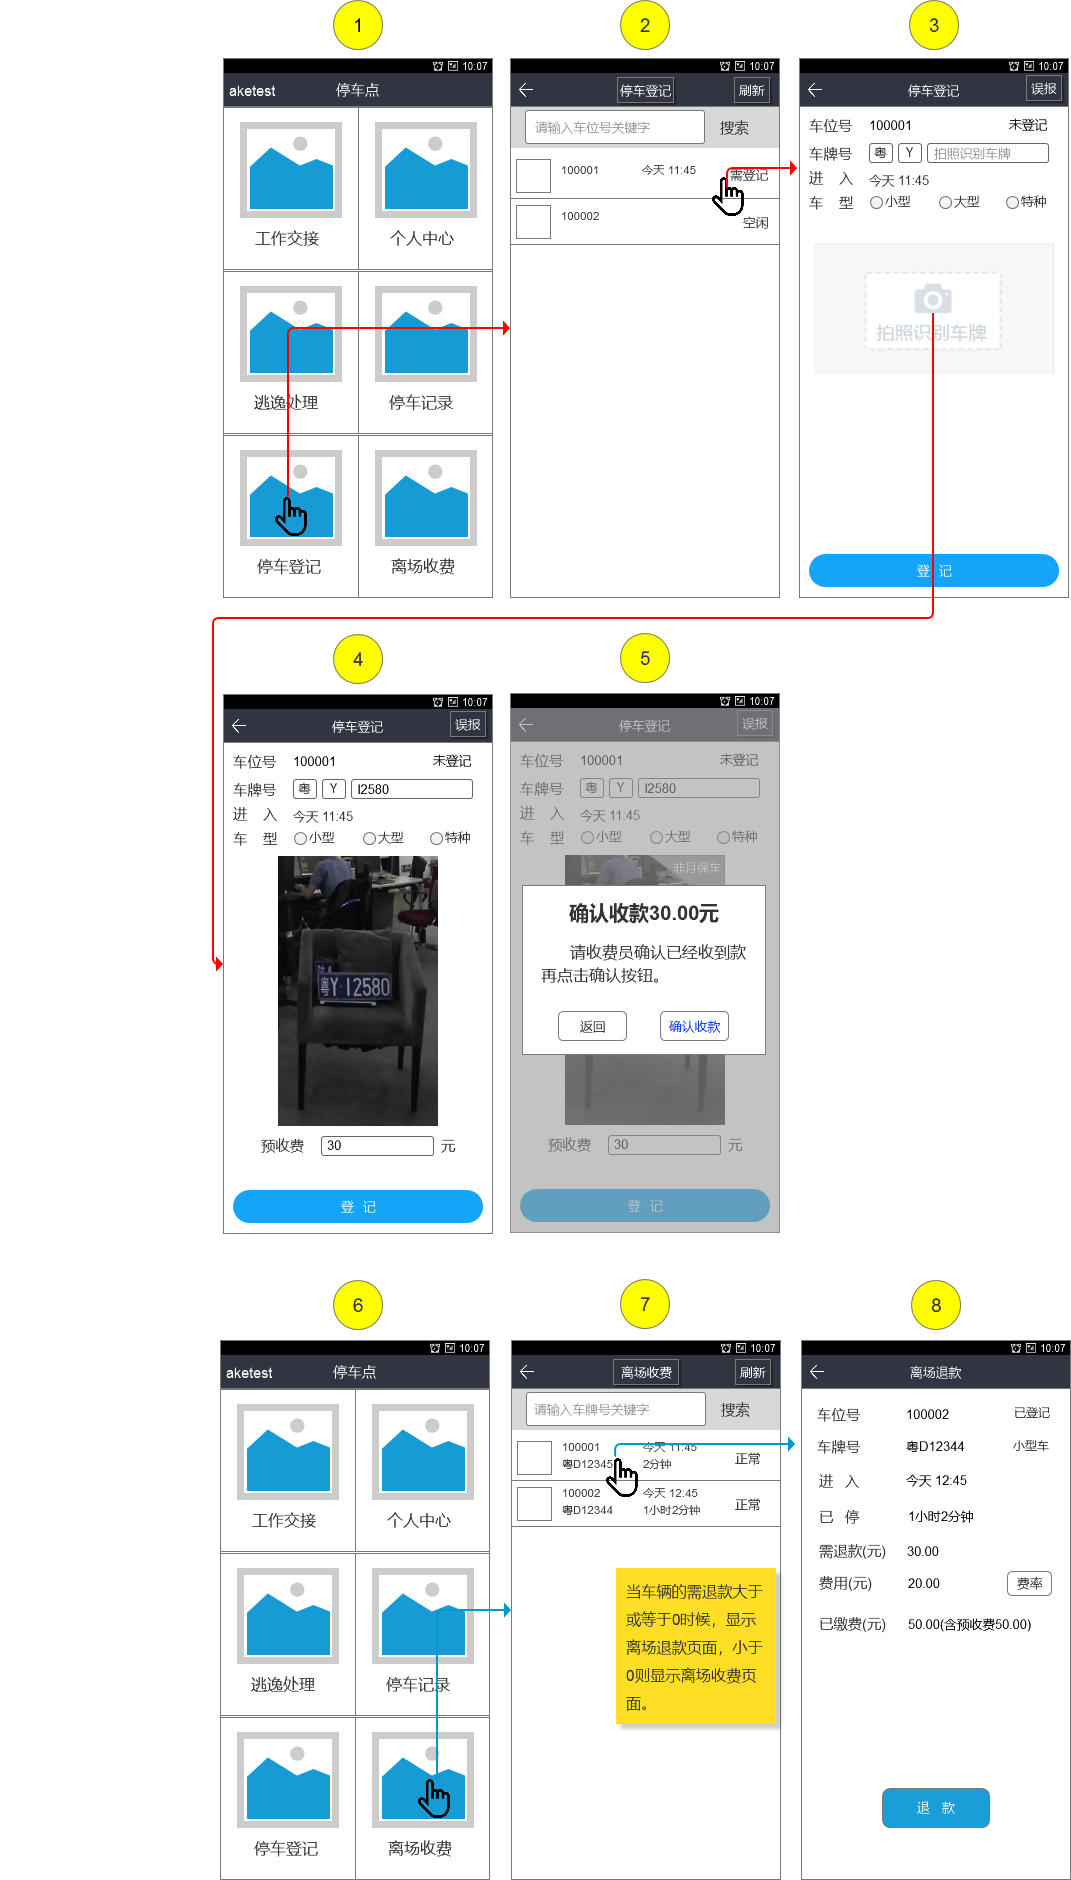 1
2
3
10:07
aketest 停车点
工作交接 个人中心
逃逸处理 停车记录
停车登记 离场收费
10:07
停车登记 刷新
请输入车位号关键字 搜索
100001 今天 11:45 需登记
100002 空闲
10:07
停车登记 误报
车位号 100001 未登记
车牌号 粤 Y 拍照识别车牌
进 入 今天 11:45
车 型 小型 大型 特种
拍照识别车牌
登 记
4
5
10:07
停车登记 误报
车位号 100001 未登记
车牌号 粤 Y I2580
进 入 今天 11:45
车 型 小型 大型 特种
粤Y·12580
预收费 30 元
登 记
10:07
停车登记 误报
车位号 100001 未登记
车牌号 粤 Y I2580
进 入 今天 11:45
车 型 小型 大型 特种
非月保车
确认收款30.00元
请收费员确认已经收到款
再点击确认按钮。
返回 确认收款
预收费 30 元
登 记
6
7
8
10:07
aketest 停车点
工作交接 个人中心
逃逸处理 停车记录
停车登记 离场收费
10:07
离场收费 刷新
请输入车牌号关键字 搜索
100001 今天 11:45
粤D12345 2分钟 正常
100002 今天 12:45
粤D12344 1小时2分钟 正常
当车辆的需退款大于
或等于0时候，显示
离场退款页面，小于
0则显示离场收费页
面。
10:07
离场退款
车位号 100002 已登记
车牌号 粤D12344 小型车
进 入 今天 12:45
已 停 1小时2分钟
需退款(元) 30.00
费用(元) 20.00 费率
已缴费(元) 50.00(含预收费50.00)
退 款